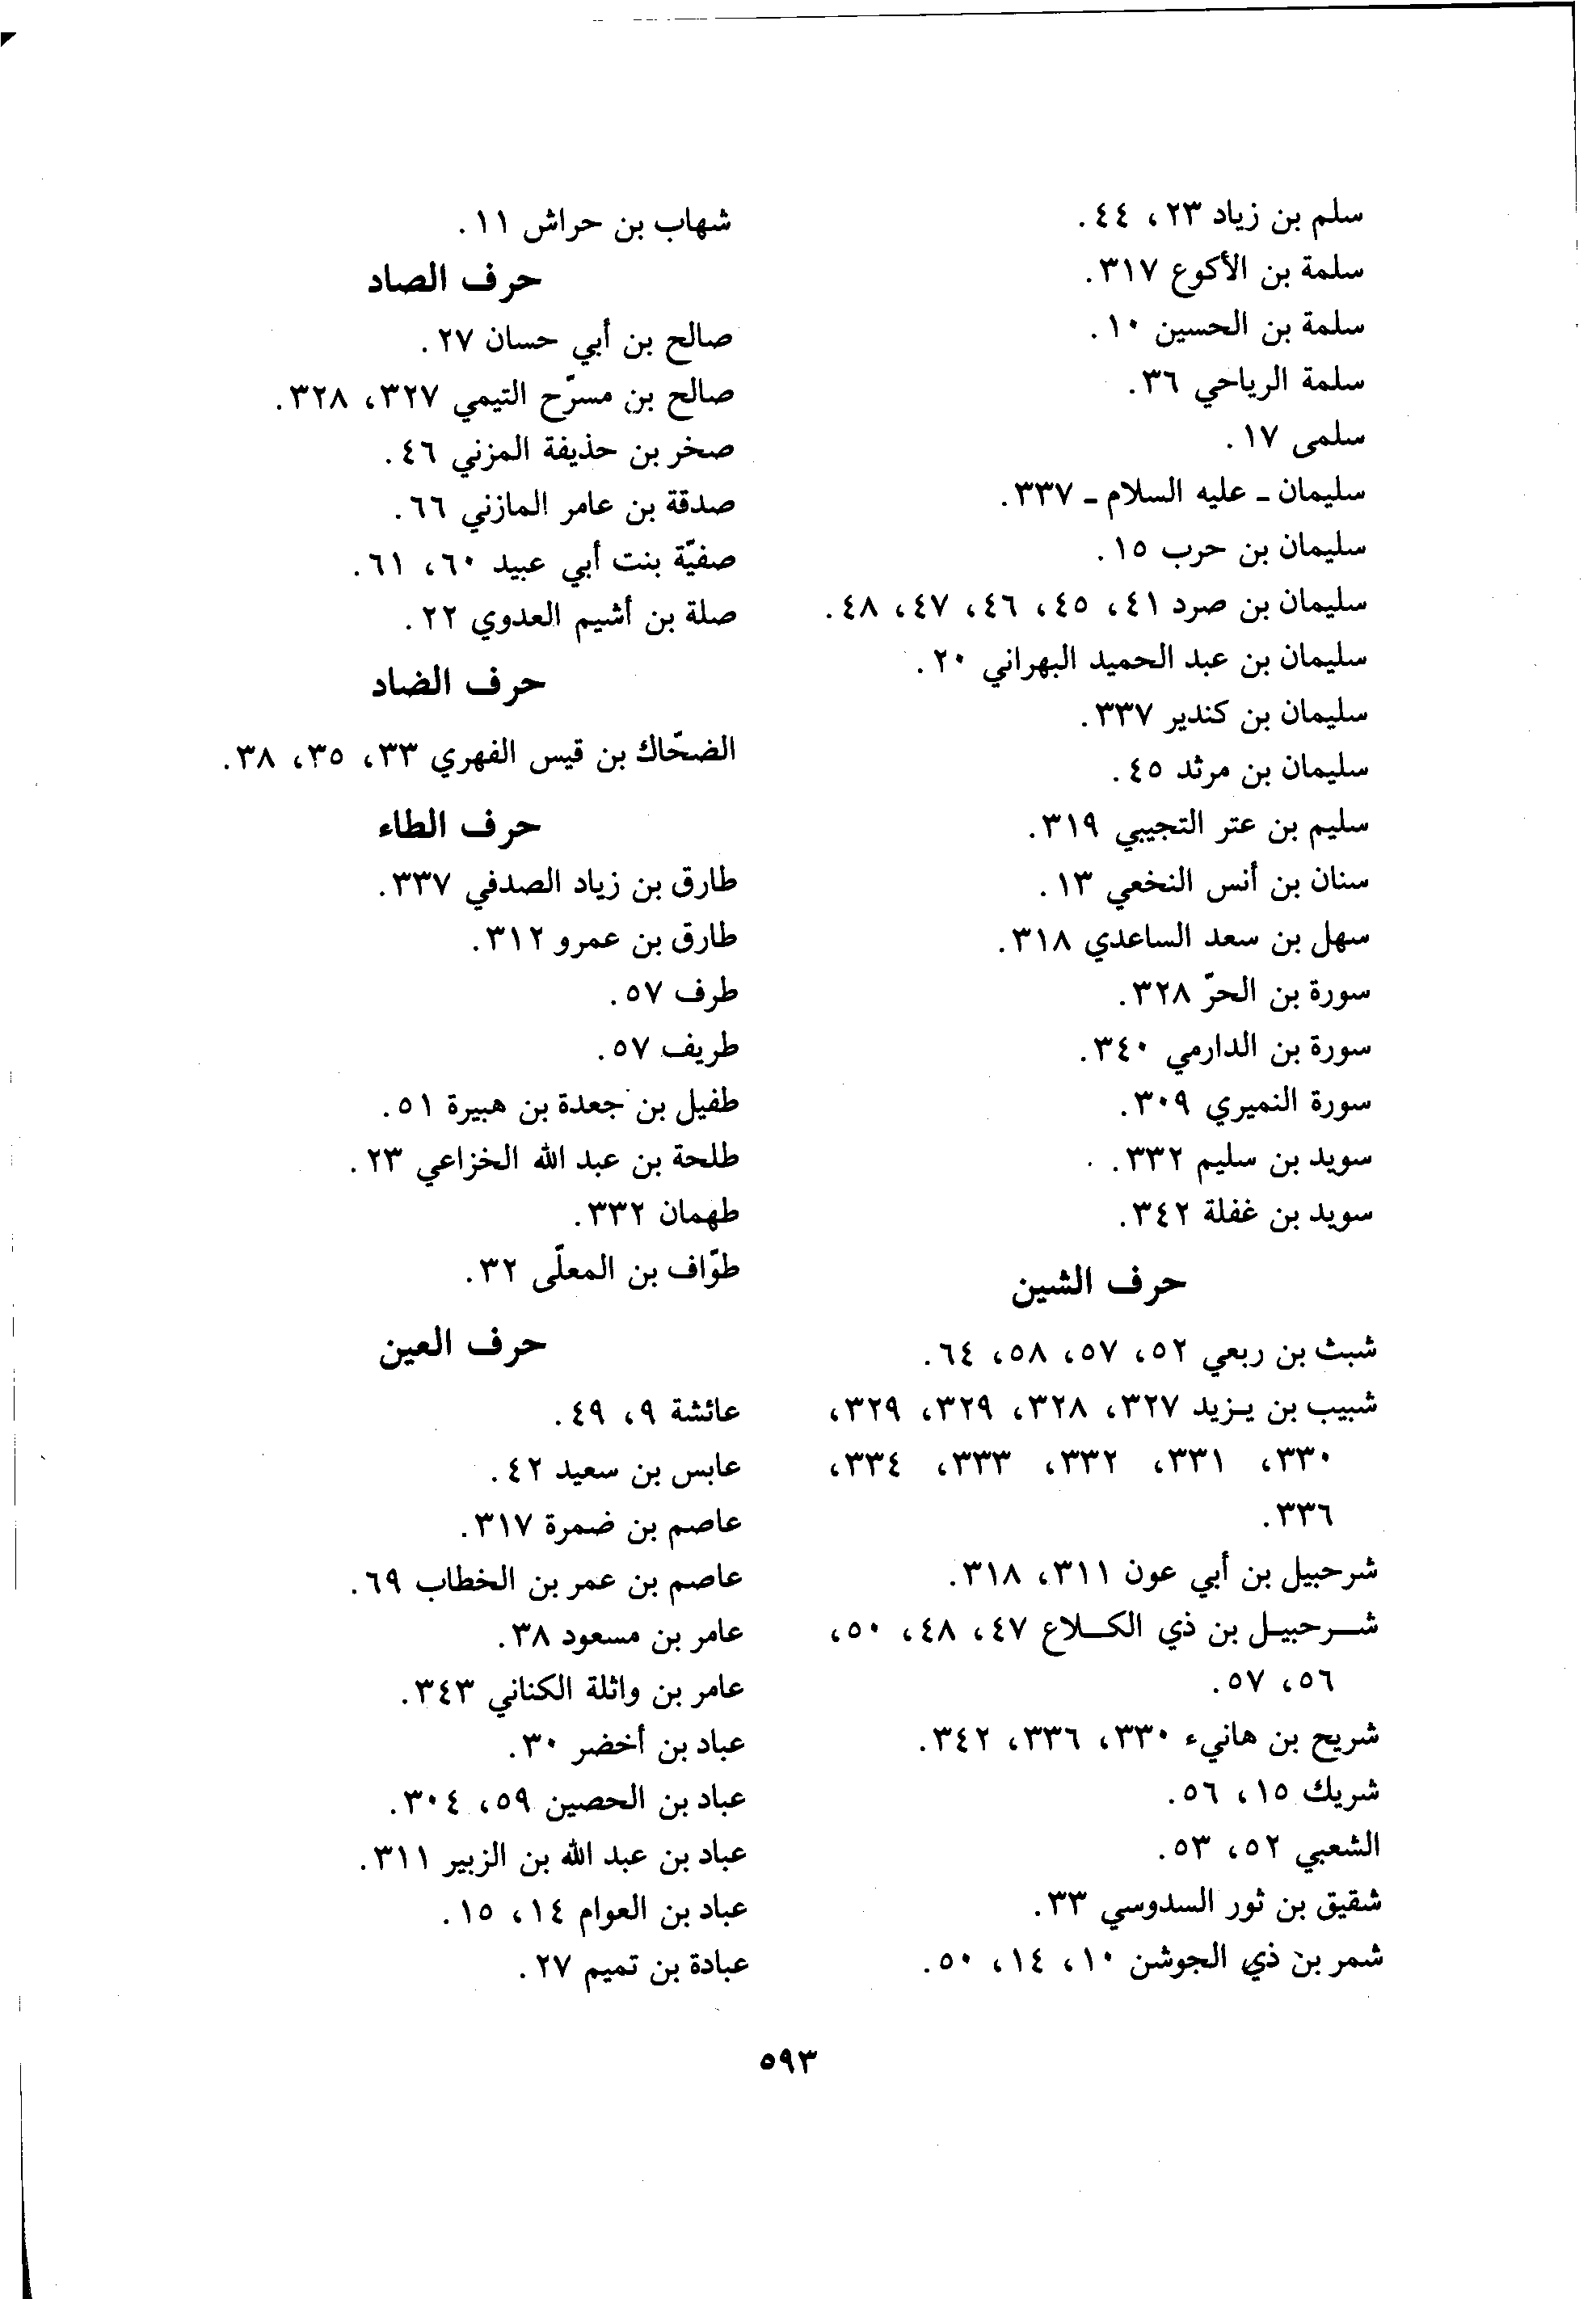 سلم بن زياد ٢٣، ٤٤.
سلمة بن الأكوع ٣١٧.
سلمة بن الحسين ١٠.
سلمة الرياحي ٣٦.
سلمى ١٧.
سليمان ـ عليه السلام ـ ٣٣٧.
سليمان بن حرب ١٥.
سليمان بن صرد ٤١، ٤٥، ٤٦، ٤٧، ٤٨.
سليمان بن عبد الحميد البهراني ٢٠.
سليمان بن كندير ٣٣٧.
سليمان بن مرثد ٤٥.
سليم بن عتر التجيبي ٣١٩.
سنان بن أنس النخعي ١٣.
سهل بن سعد الساعدي ٣١٨.
سورة بن الحرّ ٣٢٨.
سورة بن الدارمي ٣٤٠.
سورة النميري ٣٠٩.
سويد بن سليم ٣٣٢.
سويد بن غفلة ٣٤٢.
حرف الشين
شبث بن ربعي ٥٢، ٥٧، ٥٨، ٦٤.
شبيب بن يـزيد ٣٢٧، ٣٢٨، ٣٢٩، ٣٢٩،
٣٣٠، ٣٣١، ٣٣٢، ٣٣٣، ٣٣٤،
٣٣٦.
شرحبيل بن أبي عون ٣١١، ٣١٨.
شـرحبيـل بن ذي الكـلاع ٤٧، ٤٨، ٥٠،
٥٦، ٥٧.
شريح بن هانيء ٣٣٠، ٣٣٦، ٣٤٢.
شريك ١٥، ٥٦.
الشعبي ٥٢، ٥٣.
شقيق بن ثور السدوسي ٣٣.
شمر بن ذي الجوشن ١٠، ١٤، ٥٠.
شهاب بن حراش ١١.
حرف الصاد
صالح بن أبي حسان ٢٧.
صالح بن مسرّح التيمي ٣٢٧، ٣٢٨.
صخر بن حذيفة المزني ٤٦.
صدقة بن عامر المازني ٦٦.
صفيّة بنت أبي عبيد ٦٠، ٦١.
صلة بن أشيم العدوي ٢٢.
حرف الضاد
الضحّاك بن قيس الفهري ٣٣، ٣٥، ٣٨.
حرف الطاء
طارق بن زياد الصدفي ٣٣٧.
طارق بن عمرو ٣١٢.
طرف ٥٧.
طريف ٥٧.
طفيل بن جعدة بن هبيرة ٥١.
طلحة بن عبد الله الخزاعي ٢٣.
طهمان ٣٣٢.
طوّاف بن المعلّى ٣٢.
حرف العين
عائشة ٩، ٤٩.
عابس بن سعيد ٤٢.
عاصم بن ضمرة ٣١٧.
عاصم بن عمر بن الخطاب ٦٩.
عامر بن مسعود ٣٨.
عامر بن واثلة الكناني ٣٤٣.
عباد بن أخضر ٣٠.
عباد بن الحصين ٥٩، ٣٠٤.
عباد بن عبد الله بن الزبير ٣١١.
عباد بن العوام ١٤، ١٥.
عبادة بن تميم ٢٧.
٥٩٣